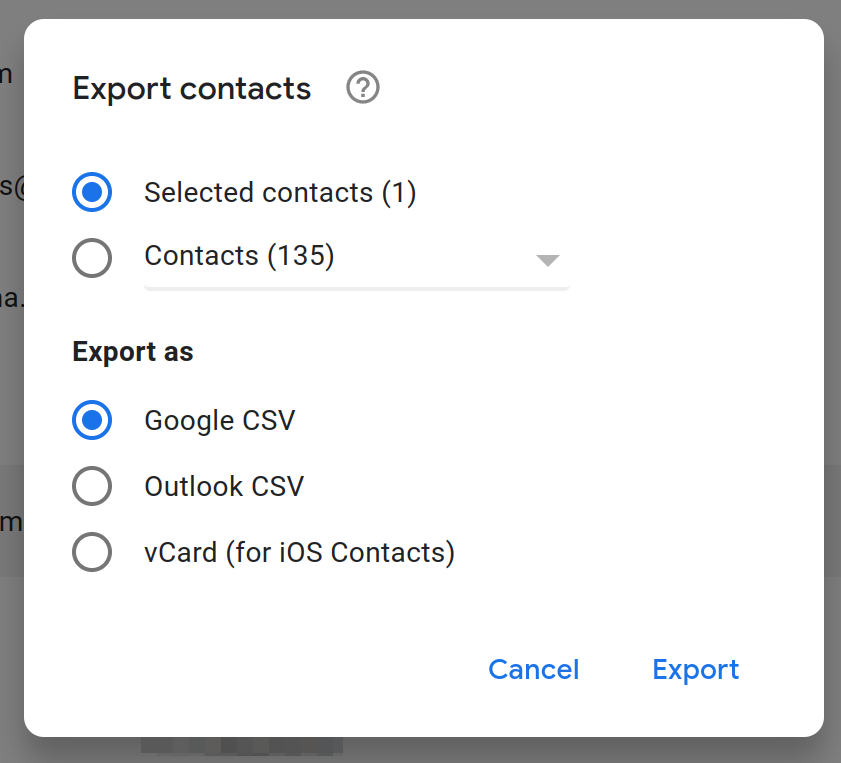 Export contacts
Selected contacts (1)
Contacts (135)
Export as
Google CSV
Outlook CSV
vCard (for iOS Contacts)
Cancel Export